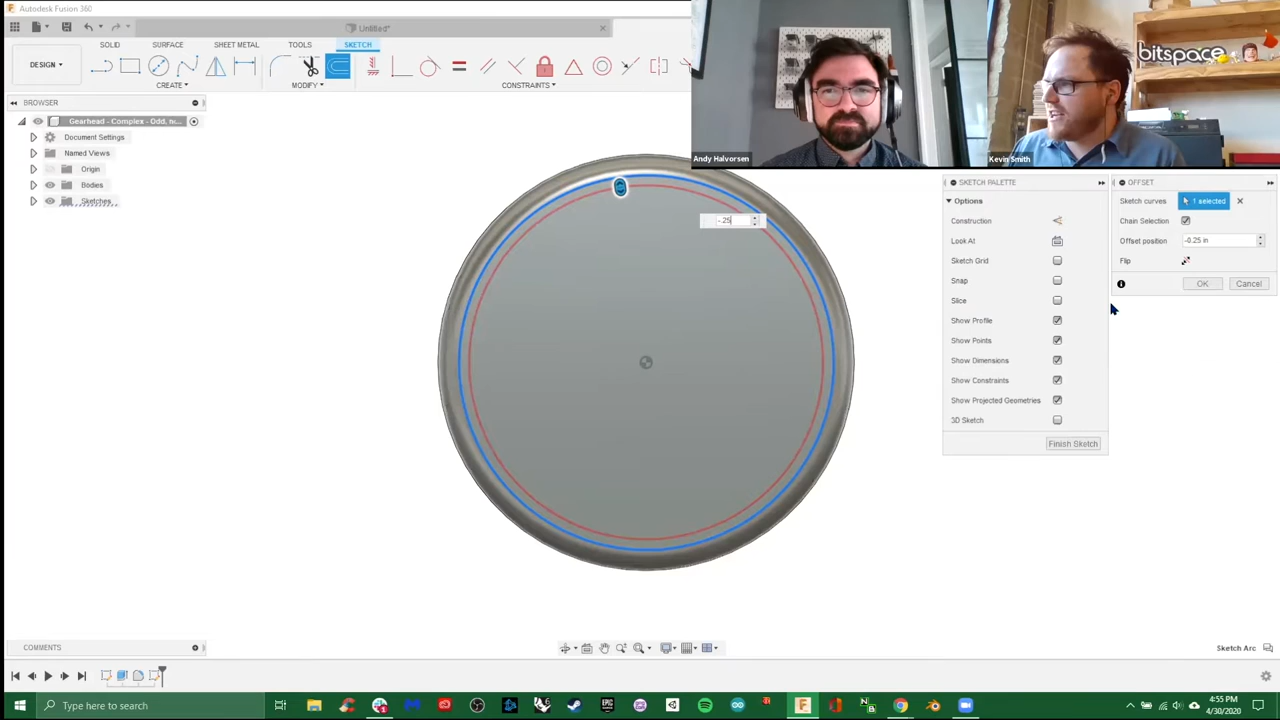 Autodesk Fusion 360
Untitled*
SOLID
SURFACE
SHEET METAL
TOOLS
SKETCH
DESIGN
CREATE
MODIFY
CONSTRAINTS
bitspace
Andy Halvorsen
Kevin Smith
BROWSER
Gearhead - Complex - Odd, n...
Document Settings
Named Views
Origin
Bodies
Sketches
-.25
SKETCH PALETTE
Options
Construction
Look At
Sketch Grid
Snap
Slice
Show Profile
Show Points
Show Dimensions
Show Constraints
Show Projected Geometries
3D Sketch
Finish Sketch
OFFSET
Sketch curves
1 selected
Chain Selection
Offset position
-0.25 in
Flip
OK
Cancel
COMMENTS
Sketch Arc
Type here to search
4:55 PM
4/30/2020